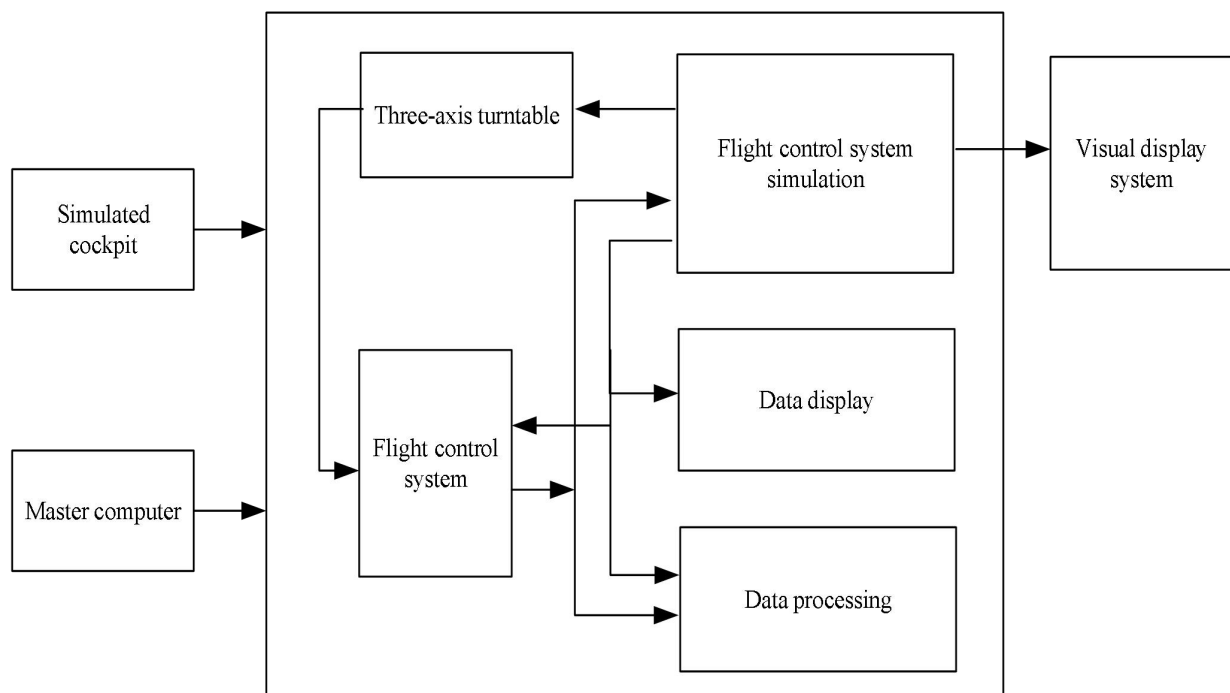 Three-axis turntable
Flight control system
simulation
Visual display
system
Simulated
cockpit
Data display
Flight control
system
Master computer
Data processing